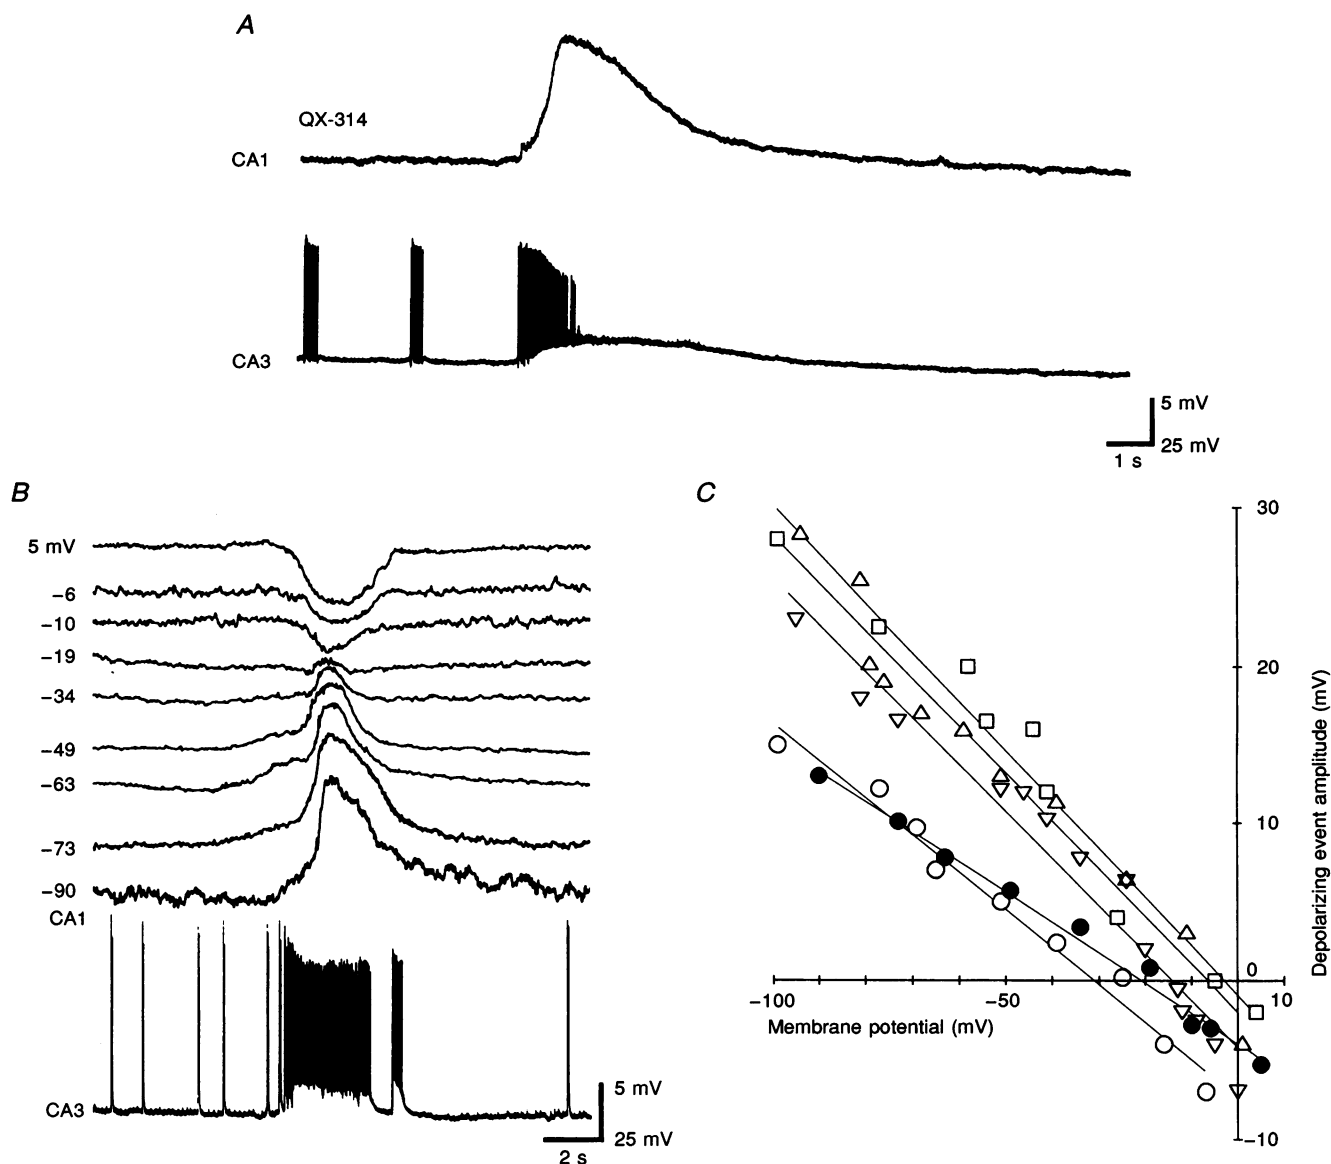 A
QX-314
CA1
CA3
5 mV
25 mV
1 s
B
5 mV
−6
−10
−19
−34
−49
−63
−73
−90
CA1
CA3
5 mV
25 mV
2 s
C
30
20
10
0
−10
−100
−50
10
Membrane potential (mV)
Depolarizing event amplitude (mV)